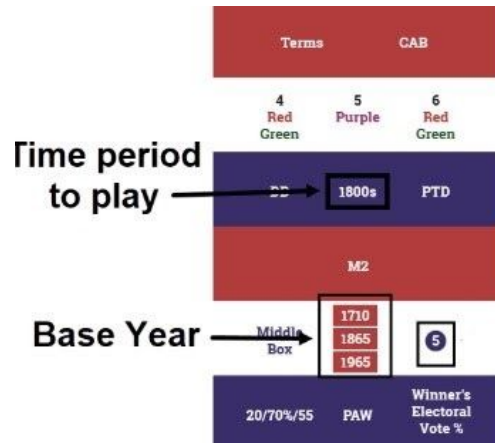 Terms CAB
4 5 6
Red Purple Red
Green Green
Time period
to play
1800s PTD
M2
1710
Base Year Middle 1865 5
Box 1965
Winner's
20/70%/55 PAW Electoral
Vote %